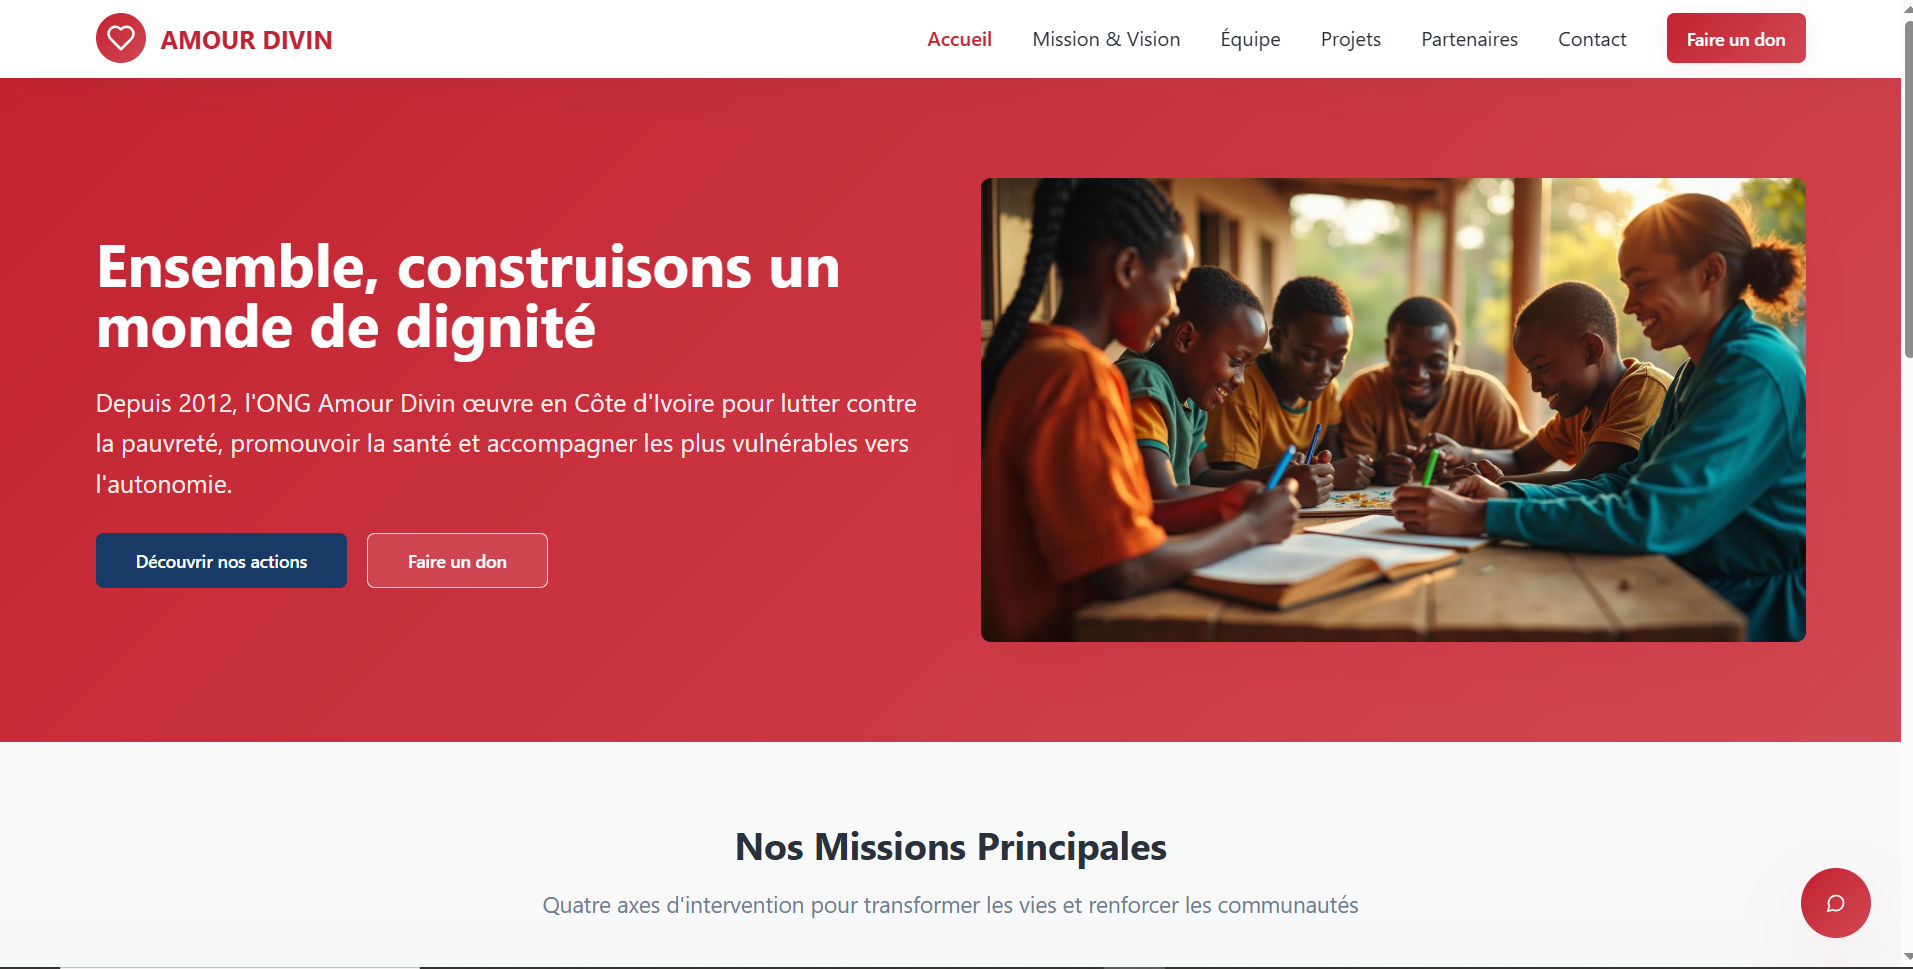 AMOUR DIVIN
Accueil
Mission & Vision
Équipe
Projets
Partenaires
Contact
Faire un don
Ensemble, construisons un
monde de dignité
Depuis 2012, l'ONG Amour Divin œuvre en Côte d'Ivoire pour lutter contre
la pauvreté, promouvoir la santé et accompagner les plus vulnérables vers
l'autonomie.
Découvrir nos actions
Faire un don
Nos Missions Principales
Quatre axes d'intervention pour transformer les vies et renforcer les communautés